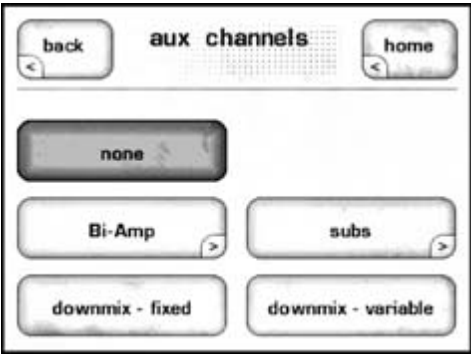 back aux channels home
< <
none
Bi-Amp > subs >
downmix - fixed downmix - variable